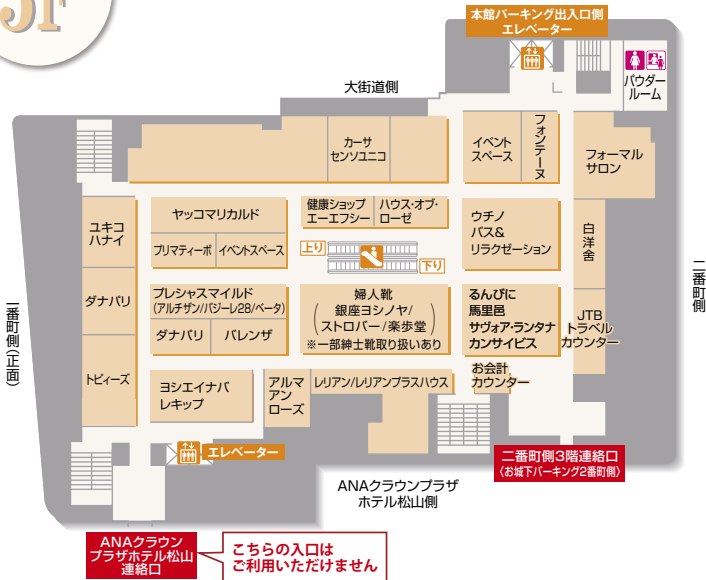 3F
本館パーキング出入口側
エレベーター
パウダー
ルーム
大街道側
カーサ
センソユニコ
イベント
スペース
フォンテーヌ
フォーマル
サロン
ユキコ
ハナイ
ヤッコマリカルド
健康ショップ
エーエフシー
ハウス・オブ・
ローゼ
ウチノ
バス&
リラクゼーション
白洋舍
プリマティーボ
イベントスペース
上り
下り
二番町側
ダナパリ
プレシャスマイルド
(アルチザン/バジーレ28/ベータ)
ダナパリ
バレンザ
婦人靴
銀座ヨシノヤ/
ストロバー/楽歩堂
※一部紳士靴取り扱いあり
るんぴに
馬里邑
サヴォア・ランタナ
カンサイビス
JTB
トラベル
カウンター
一番町側(正面)
トビィーズ
ヨシエイナバ
レキップ
アルマ
アン
ローズ
レリアン/レリアンプラスハウス
お会計
カウンター
エレベーター
二番町側3階連絡口
〈お城下パーキング2番町側〉
ANAクラウンプラザ
ホテル松山側
ANAクラウン
プラザホテル松山
連絡口
こちらの入口は
ご利用いただけません